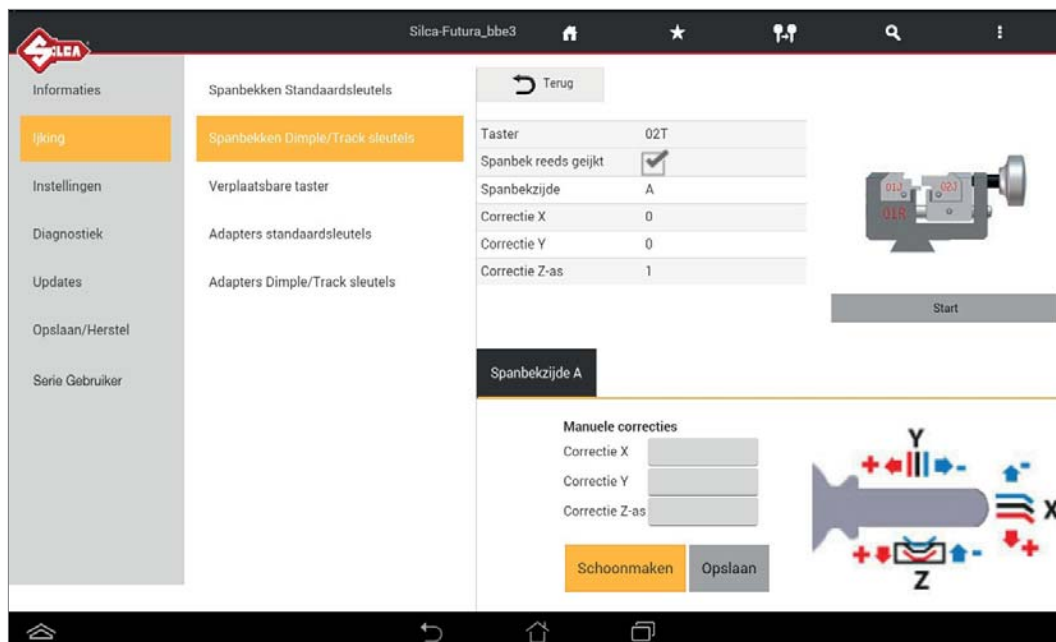 Silca-Futura_bbe3
SILCA
Informaties
Ijking
Instellingen
Diagnostiek
Updates
Opslaan/Herstel
Serie Gebruiker
Spanbekken Standaardsleutels
Spanbekken Dimple/Track sleutels
Verplaatsbare taster
Adapters standaardsleutels
Adapters Dimple/Track sleutels
Terug
Taster 02T
Spanbek reeds geijkt
Spanbekzijde A
Correctie X 0
Correctie Y 0
Correctie Z-as 1
01J 02J
01R
Start
Spanbekzijde A
Manuele correcties
Correctie X
Correctie Y
Correctie Z-as
Schoonmaken Opslaan
Y
+ -
-
X
+
+ -
Z